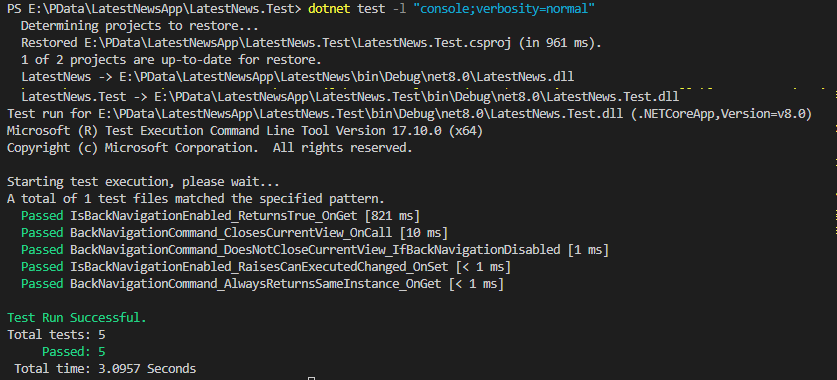 PS E:\PData\LatestNewsApp\LatestNews.Test> dotnet test -l "console;verbosity=normal"
Determining projects to restore...
Restored E:\PData\LatestNewsApp\LatestNews.Test\LatestNews.Test.csproj (in 961 ms).
1 of 2 projects are up-to-date for restore.
LatestNews -> E:\PData\LatestNewsApp\LatestNews\bin\Debug\net8.0\LatestNews.dll
LatestNews.Test -> E:\PData\LatestNewsApp\LatestNews.Test\bin\Debug\net8.0\LatestNews.Test.dll
Test run for E:\PData\LatestNewsApp\LatestNews.Test\bin\Debug\net8.0\LatestNews.Test.dll (.NETCoreApp,Version=v8.0)
Microsoft (R) Test Execution Command Line Tool Version 17.10.0 (x64)
Copyright (c) Microsoft Corporation.  All rights reserved.
Starting test execution, please wait...
A total of 1 test files matched the specified pattern.
Passed IsBackNavigationEnabled_ReturnsTrue_OnGet [821 ms]
Passed BackNavigationCommand_ClosesCurrentView_OnCall [10 ms]
Passed BackNavigationCommand_DoesNotCloseCurrentView_IfBackNavigationDisabled [1 ms]
Passed IsBackNavigationEnabled_RaisesCanExecutedChanged_OnSet [< 1 ms]
Passed BackNavigationCommand_AlwaysReturnsSameInstance_OnGet [< 1 ms]
Test Run Successful.
Total tests: 5
Passed: 5
Total time: 3.0957 Seconds